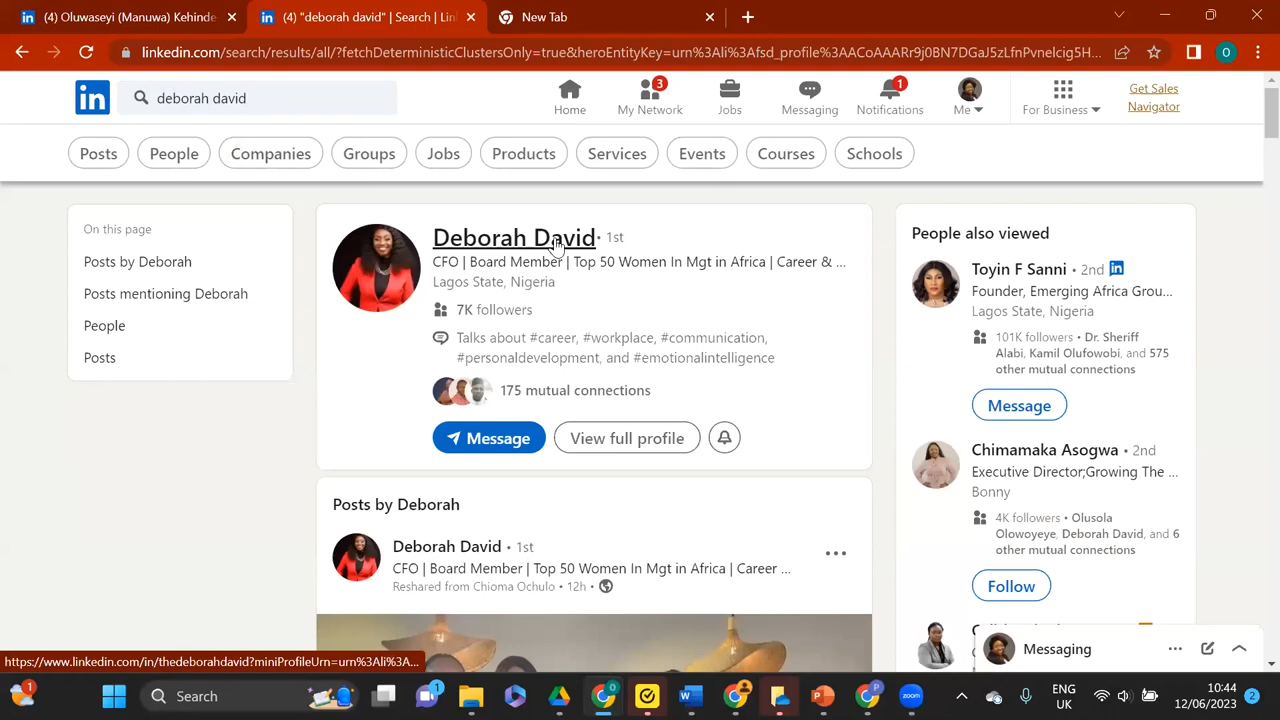 (4) Oluwaseyi (Manuwa) Kehinde
(4) "deborah david" | Search | Lin
New Tab
linkedin.com/search/results/all/?fetchDeterministicClustersOnly=true&heroEntityKey=urn%3Ali%3Afsd_profile%3AACoAAARr9j0BN7DGaJ5zLfnPvnelcig5H...
in
deborah david
3
1
Home
My Network
Jobs
Messaging
Notifications
Me
For Business
Get Sales
Navigator
Posts
People
Companies
Groups
Jobs
Products
Services
Events
Courses
Schools
On this page
Posts by Deborah
Posts mentioning Deborah
People
Posts
Deborah David • 1st
CFO | Board Member | Top 50 Women In Mgt in Africa | Career & ...
Lagos State, Nigeria
7K followers
Talks about #career, #workplace, #communication,
#personaldevelopment, and #emotionalintelligence
175 mutual connections
Message
View full profile
Posts by Deborah
Deborah David • 1st
CFO | Board Member | Top 50 Women In Mgt in Africa | Career ...
Reshared from Chioma Ochulo • 12h •
People also viewed
Toyin F Sanni • 2nd in
Founder, Emerging Africa Grou...
Lagos State, Nigeria
101K followers • Dr. Sheriff
Alabi, Kamil Olufowobi, and 575
other mutual connections
Message
Chimamaka Asogwa • 2nd
Executive Director;Growing The ...
Bonny
4K followers • Olusola
Olowoyeye, Deborah David, and 6
other mutual connections
Follow
Messaging
https://www.linkedin.com/in/thedeborahdavid?miniProfileUrn=urn%3Ali%3A...
1
Search
1
zoom
ENG
UK
10:44
12/06/2023
2